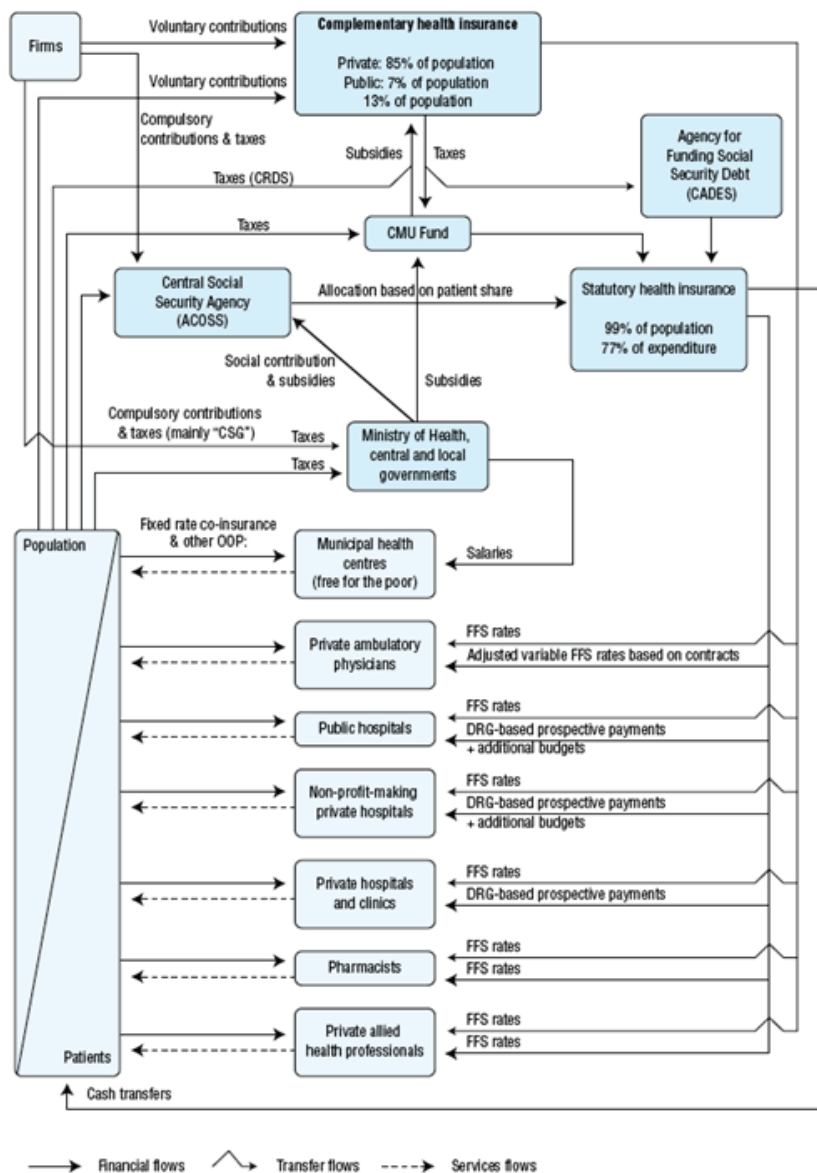 Firms
Voluntary contributions
Voluntary contributions
Complementary health insurance
Private: 85% of population
Public: 7% of population
13% of population
Compulsory
contributions & taxes
Subsidies
Taxes
Agency for
Funding Social
Security Debt
(CADES)
Taxes (CRDS)
Taxes
CMU Fund
Central Social
Security Agency
(ACOSS)
Allocation based on patient share
Statutory health insurance
99% of population
77% of expenditure
Social contribution
& subsidies
Subsidies
Compulsory contributions
& taxes (mainly “CSG”)
Taxes
Taxes
Ministry of Health,
central and local
governments
Population
Fixed rate co-insurance
& other OOP:
Municipal health
centres
(free for the poor)
Salaries
Private ambulatory
physicians
FFS rates
Adjusted variable FFS rates based on contracts
Public hospitals
FFS rates
DRG-based prospective payments
+ additional budgets
Non-profit-making
private hospitals
FFS rates
DRG-based prospective payments
+ additional budgets
Private hospitals
and clinics
FFS rates
DRG-based prospective payments
Pharmacists
FFS rates
FFS rates
Private allied
health professionals
FFS rates
FFS rates
Patients
Cash transfers
Financial flows
Transfer flows
Services flows